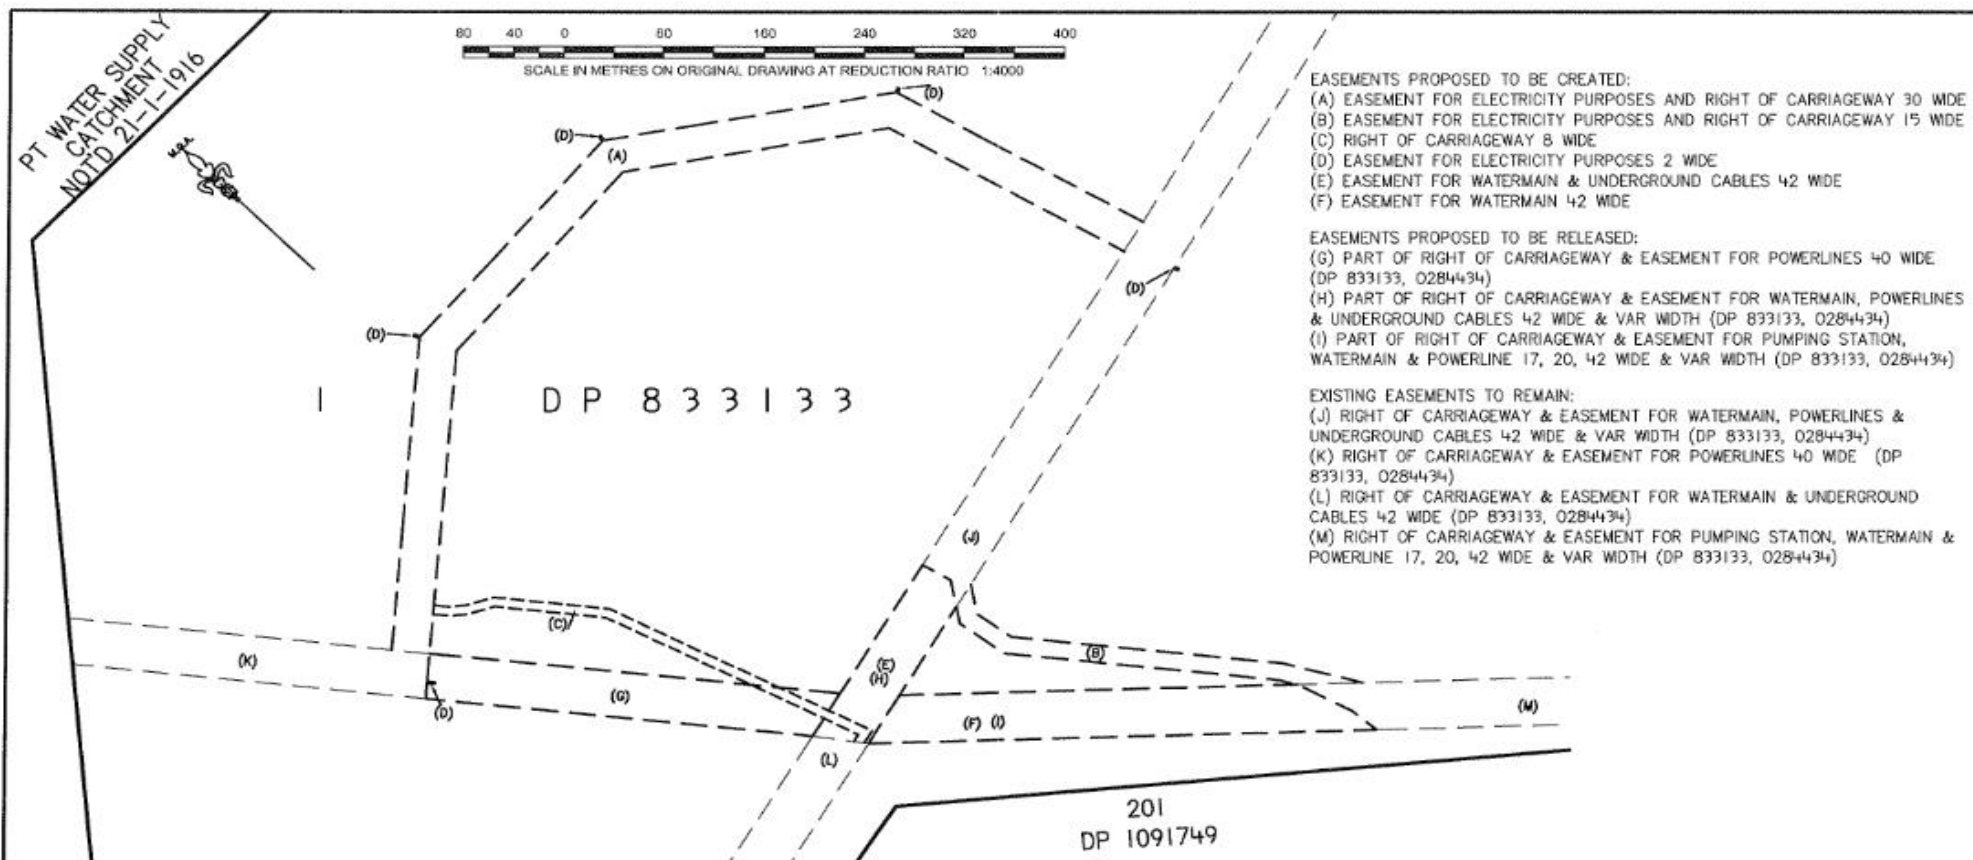 PT WATER SUPPLY
CATCHMENT
NOT'D 21-1-1916
80 40 0 80 160 240 320 400
SCALE IN METRES ON ORIGINAL DRAWING AT REDUCTION RATIO 1:4000
M.G.A.
(D)
(D)
(A)
(D)
(D)
1
DP 833133
(J)
(C)
(K)
(B)
(E)
(H)
(G)
(D)
(F) (I)
(M)
(L)
201
DP 1091749
EASEMENTS PROPOSED TO BE CREATED:
(A) EASEMENT FOR ELECTRICITY PURPOSES AND RIGHT OF CARRIAGEWAY 30 WIDE
(B) EASEMENT FOR ELECTRICITY PURPOSES AND RIGHT OF CARRIAGEWAY 15 WIDE
(C) RIGHT OF CARRIAGEWAY 8 WIDE
(D) EASEMENT FOR ELECTRICITY PURPOSES 2 WIDE
(E) EASEMENT FOR WATERMAIN & UNDERGROUND CABLES 42 WIDE
(F) EASEMENT FOR WATERMAIN 42 WIDE
EASEMENTS PROPOSED TO BE RELEASED:
(G) PART OF RIGHT OF CARRIAGEWAY & EASEMENT FOR POWERLINES 40 WIDE
(DP 833133, O284434)
(H) PART OF RIGHT OF CARRIAGEWAY & EASEMENT FOR WATERMAIN, POWERLINES
& UNDERGROUND CABLES 42 WIDE & VAR WIDTH (DP 833133, O284434)
(I) PART OF RIGHT OF CARRIAGEWAY & EASEMENT FOR PUMPING STATION,
WATERMAIN & POWERLINE 17, 20, 42 WIDE & VAR WIDTH (DP 833133, O284434)
EXISTING EASEMENTS TO REMAIN:
(J) RIGHT OF CARRIAGEWAY & EASEMENT FOR WATERMAIN, POWERLINES &
UNDERGROUND CABLES 42 WIDE & VAR WIDTH (DP 833133, O284434)
(K) RIGHT OF CARRIAGEWAY & EASEMENT FOR POWERLINES 40 WIDE (DP
833133, O284434)
(L) RIGHT OF CARRIAGEWAY & EASEMENT FOR WATERMAIN & UNDERGROUND
CABLES 42 WIDE (DP 833133, O284434)
(M) RIGHT OF CARRIAGEWAY & EASEMENT FOR PUMPING STATION, WATERMAIN &
POWERLINE 17, 20, 42 WIDE & VAR WIDTH (DP 833133, O284434)